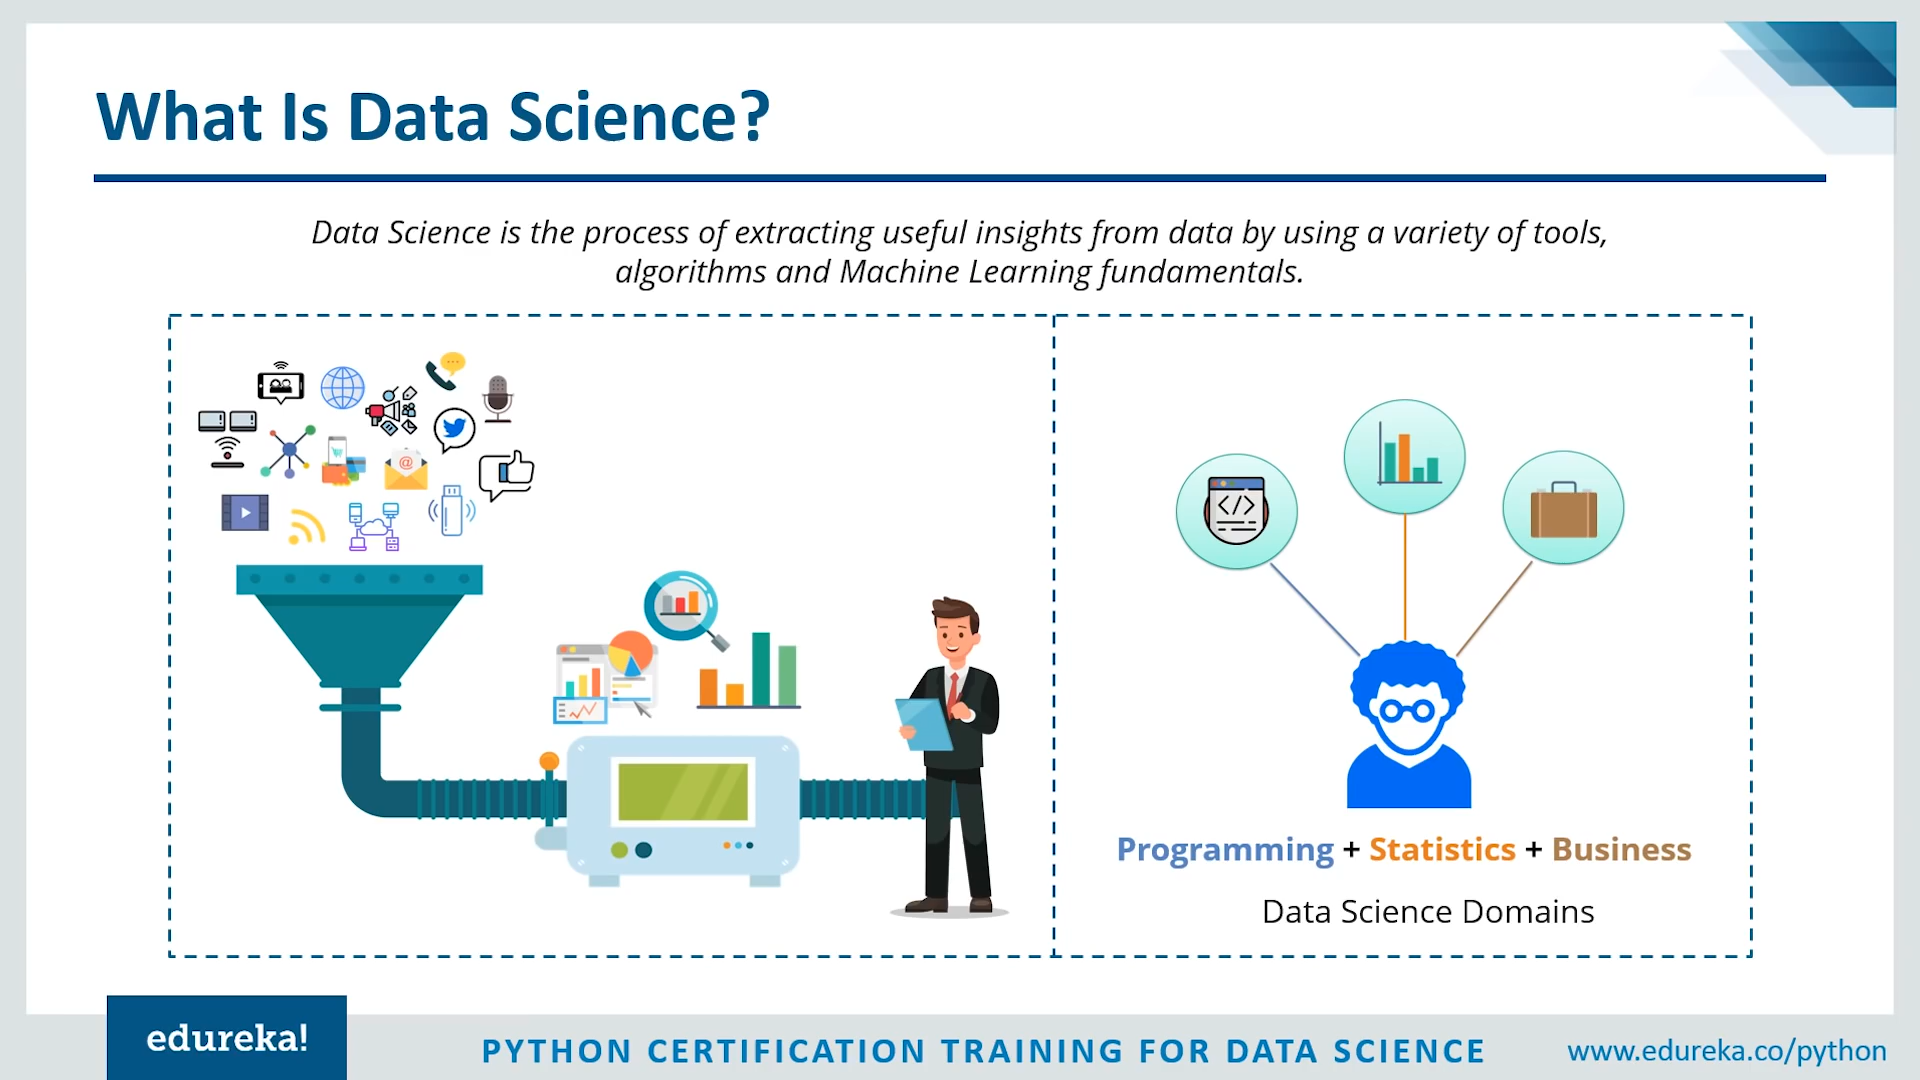 What Is Data Science?
Data Science is the process of extracting useful insights from data by using a variety of tools,
algorithms and Machine Learning fundamentals.
Programming + Statistics + Business
Data Science Domains
edureka!
PYTHON CERTIFICATION TRAINING FOR DATA SCIENCE
www.edureka.co/python